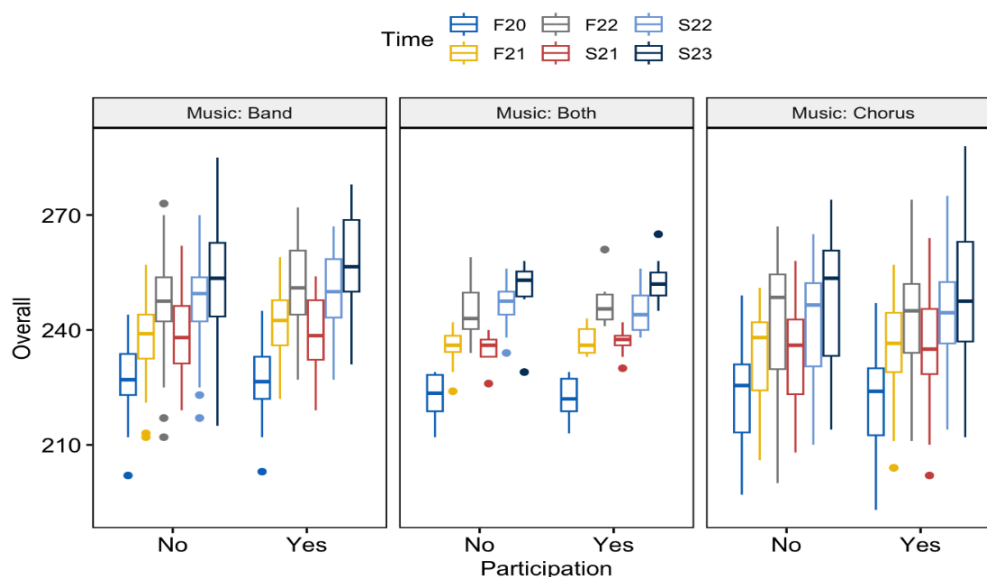 Time
F20 F22 S22
F21 S21 S23
Music: Band Music: Both Music: Chorus
Overall
270
240
210
No Yes No Yes No Yes
Participation